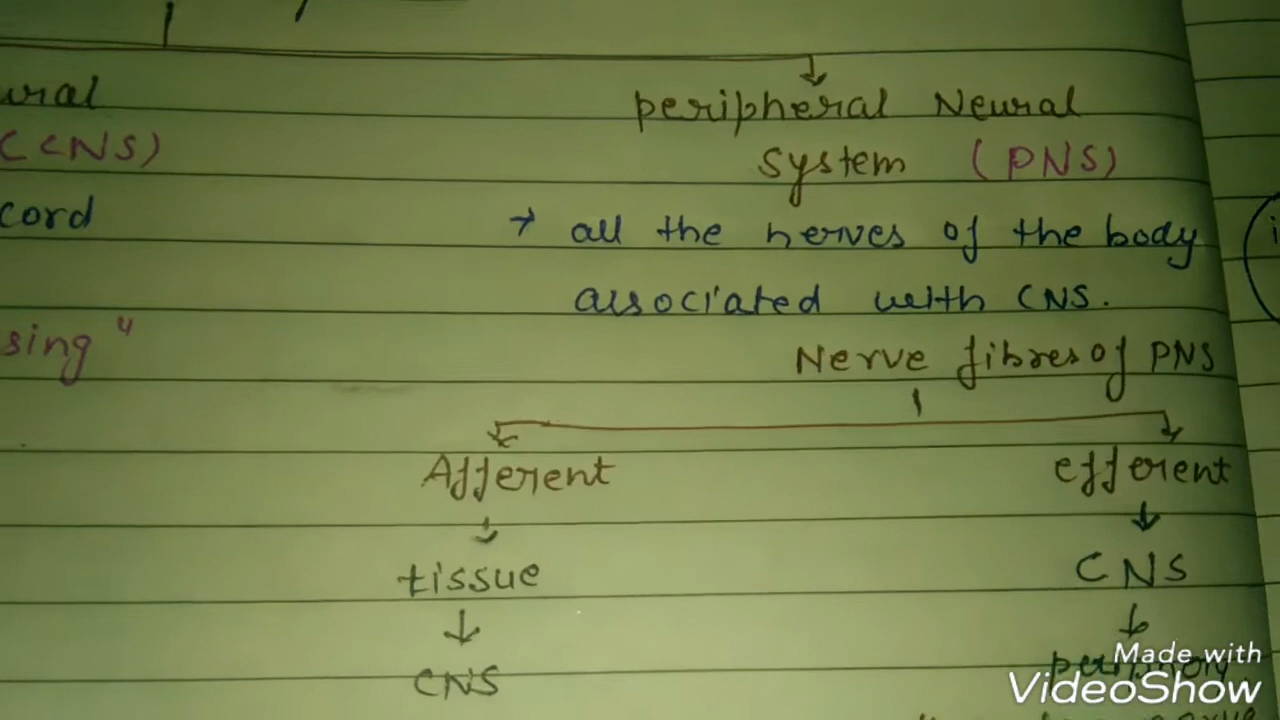 ural
(CNS)
cord
sing"
peripheral Neural
system (PNS)
→ all the nerves of the body
associated with CNS.
Nerve fibres of PNS
Afferent
↓
tissue
↓
CNS
Efferent
↓
CNS
↓
Made with
VideoShow